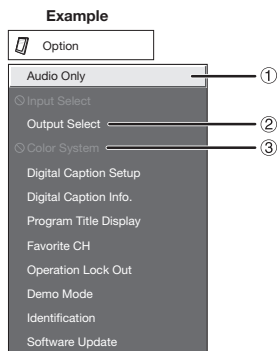 Example
Option
Audio Only ①
Input Select
Output Select ②
Color System ③
Digital Caption Setup
Digital Caption Info.
Program Title Display
Favorite CH
Operation Lock Out
Demo Mode
Identification
Software Update